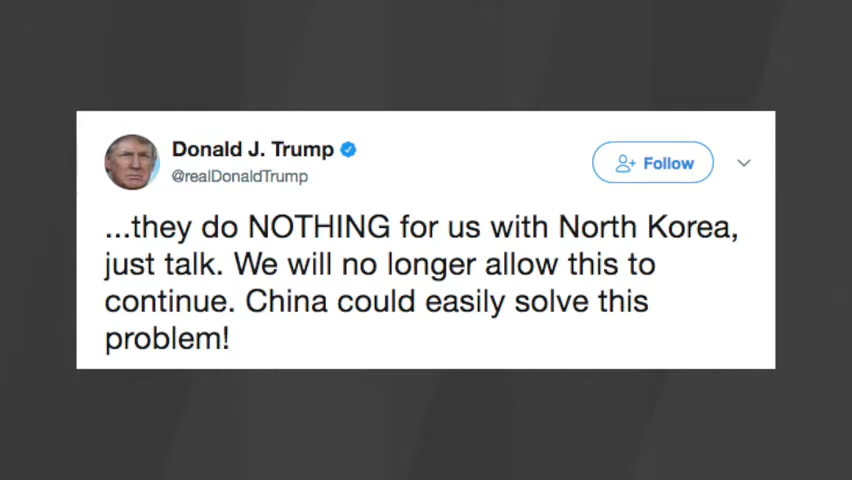 Donald J. Trump
@realDonaldTrump
Follow
...they do NOTHING for us with North Korea,
just talk. We will no longer allow this to
continue. China could easily solve this
problem!